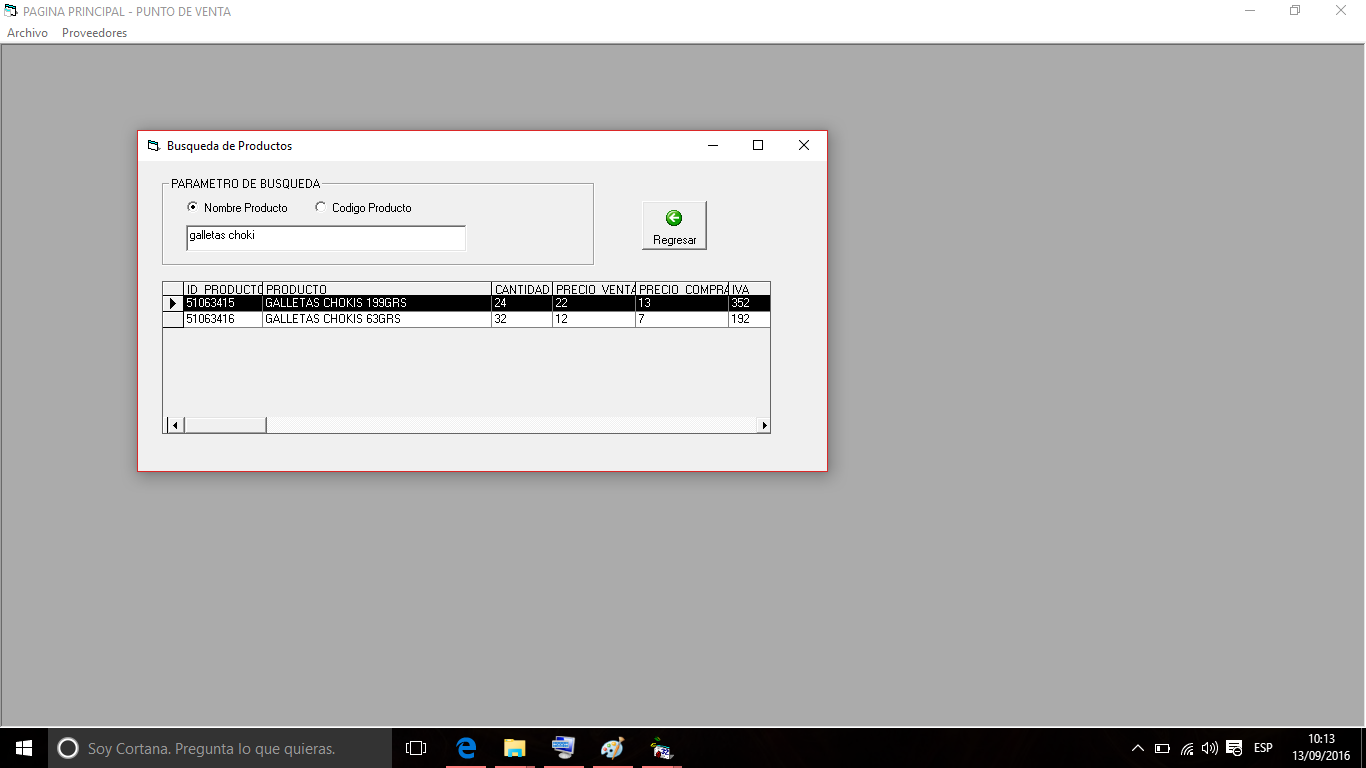 PAGINA PRINCIPAL - PUNTO DE VENTA
Archivo Proveedores
Busqueda de Productos
PARAMETRO DE BUSQUEDA
Nombre Producto Codigo Producto
galletas choki
Regresar
ID_PRODUCTO PRODUCTO CANTIDAD PRECIO_VENTA PRECIO_COMPRA IVA
51063415 GALLETAS CHOKIS 199GRS 24 22 13 352
51063416 GALLETAS CHOKIS 63GRS 32 12 7 192
Soy Cortana. Pregunta lo que quieras.
ESP
10:13
13/09/2016